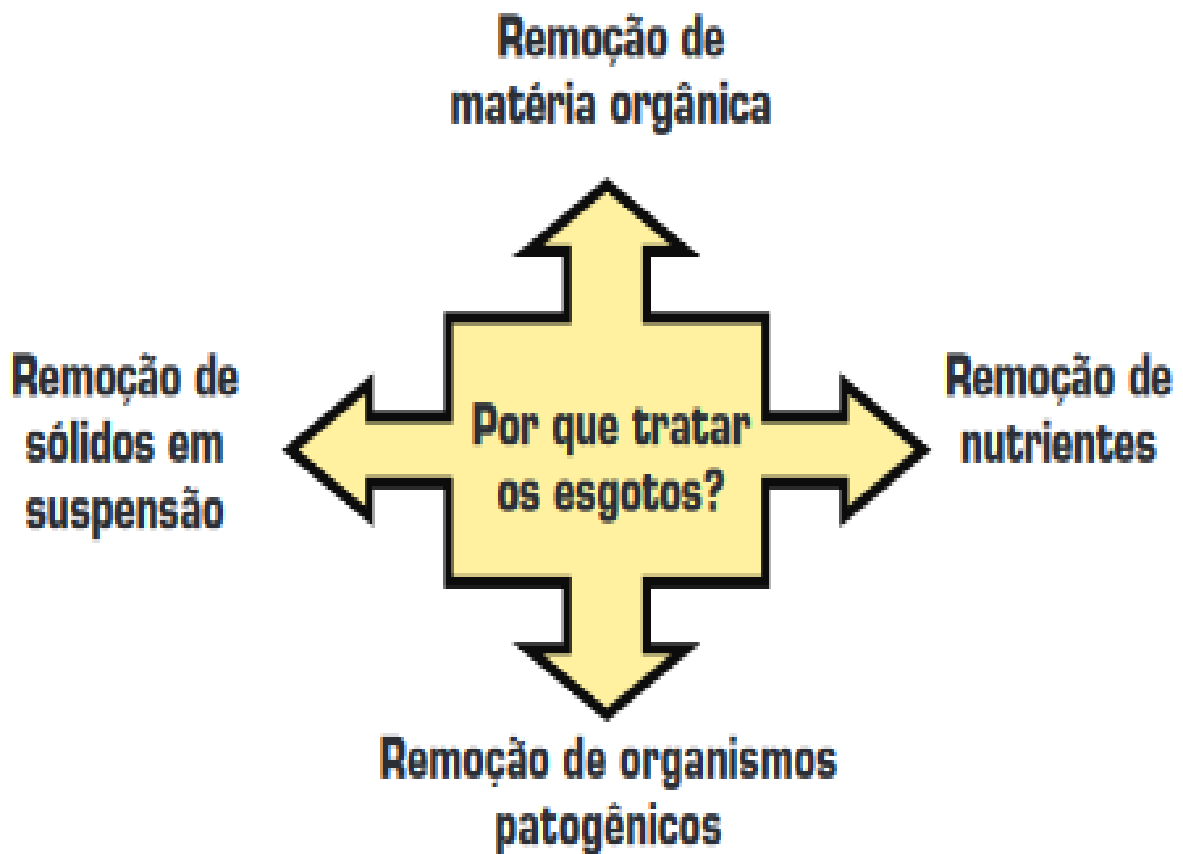 Remoção de
matéria orgânica
Remoção de
sólidos em
suspensão
Por que tratar
os esgotos?
Remoção de
nutrientes
Remoção de organismos
patogênicos